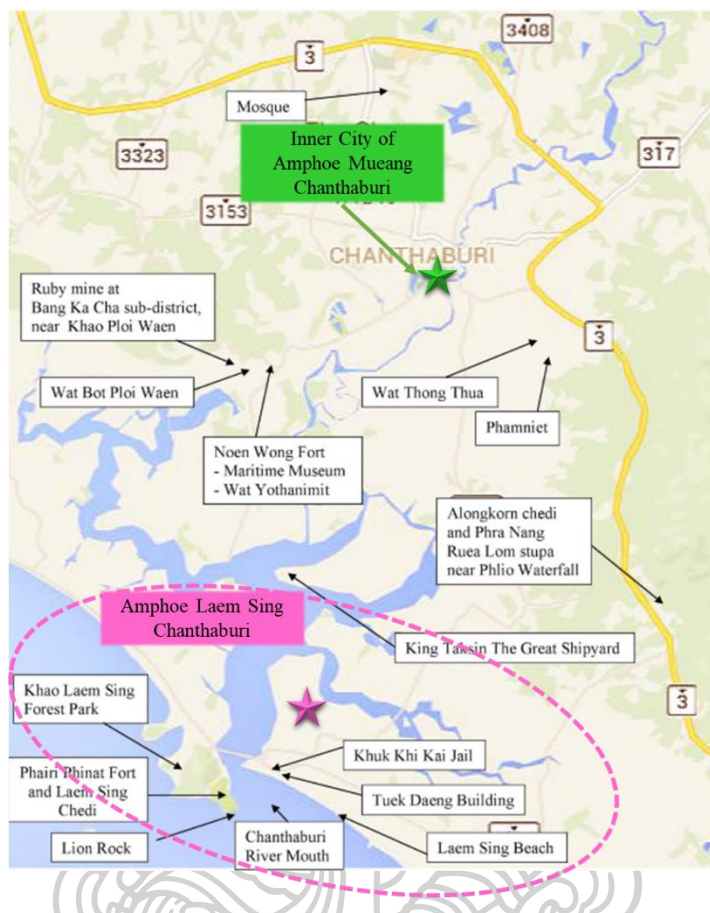 3408
3
Mosque
Inner City of
Amphoe Mueang
Chanthaburi
3323
317
3153
CHANTHABURI
Ruby mine at
Bang Ka Cha sub-district,
near Khao Ploi Waen
3
Wat Bot Ploi Waen
Wat Thong Thua
Phamniet
Noen Wong Fort
- Maritime Museum
- Wat Yothanimit
Alongkorn chedi
and Phra Nang
Ruea Lom stupa
near Phlio Waterfall
Amphoe Laem Sing
Chanthaburi
King Taksin The Great Shipyard
Khao Laem Sing
Forest Park
3
Khuk Khi Kai Jail
Phairi Phinat Fort
and Laem Sing
Chedi
Tuek Daeng Building
Lion Rock
Chanthaburi
River Mouth
Laem Sing Beach